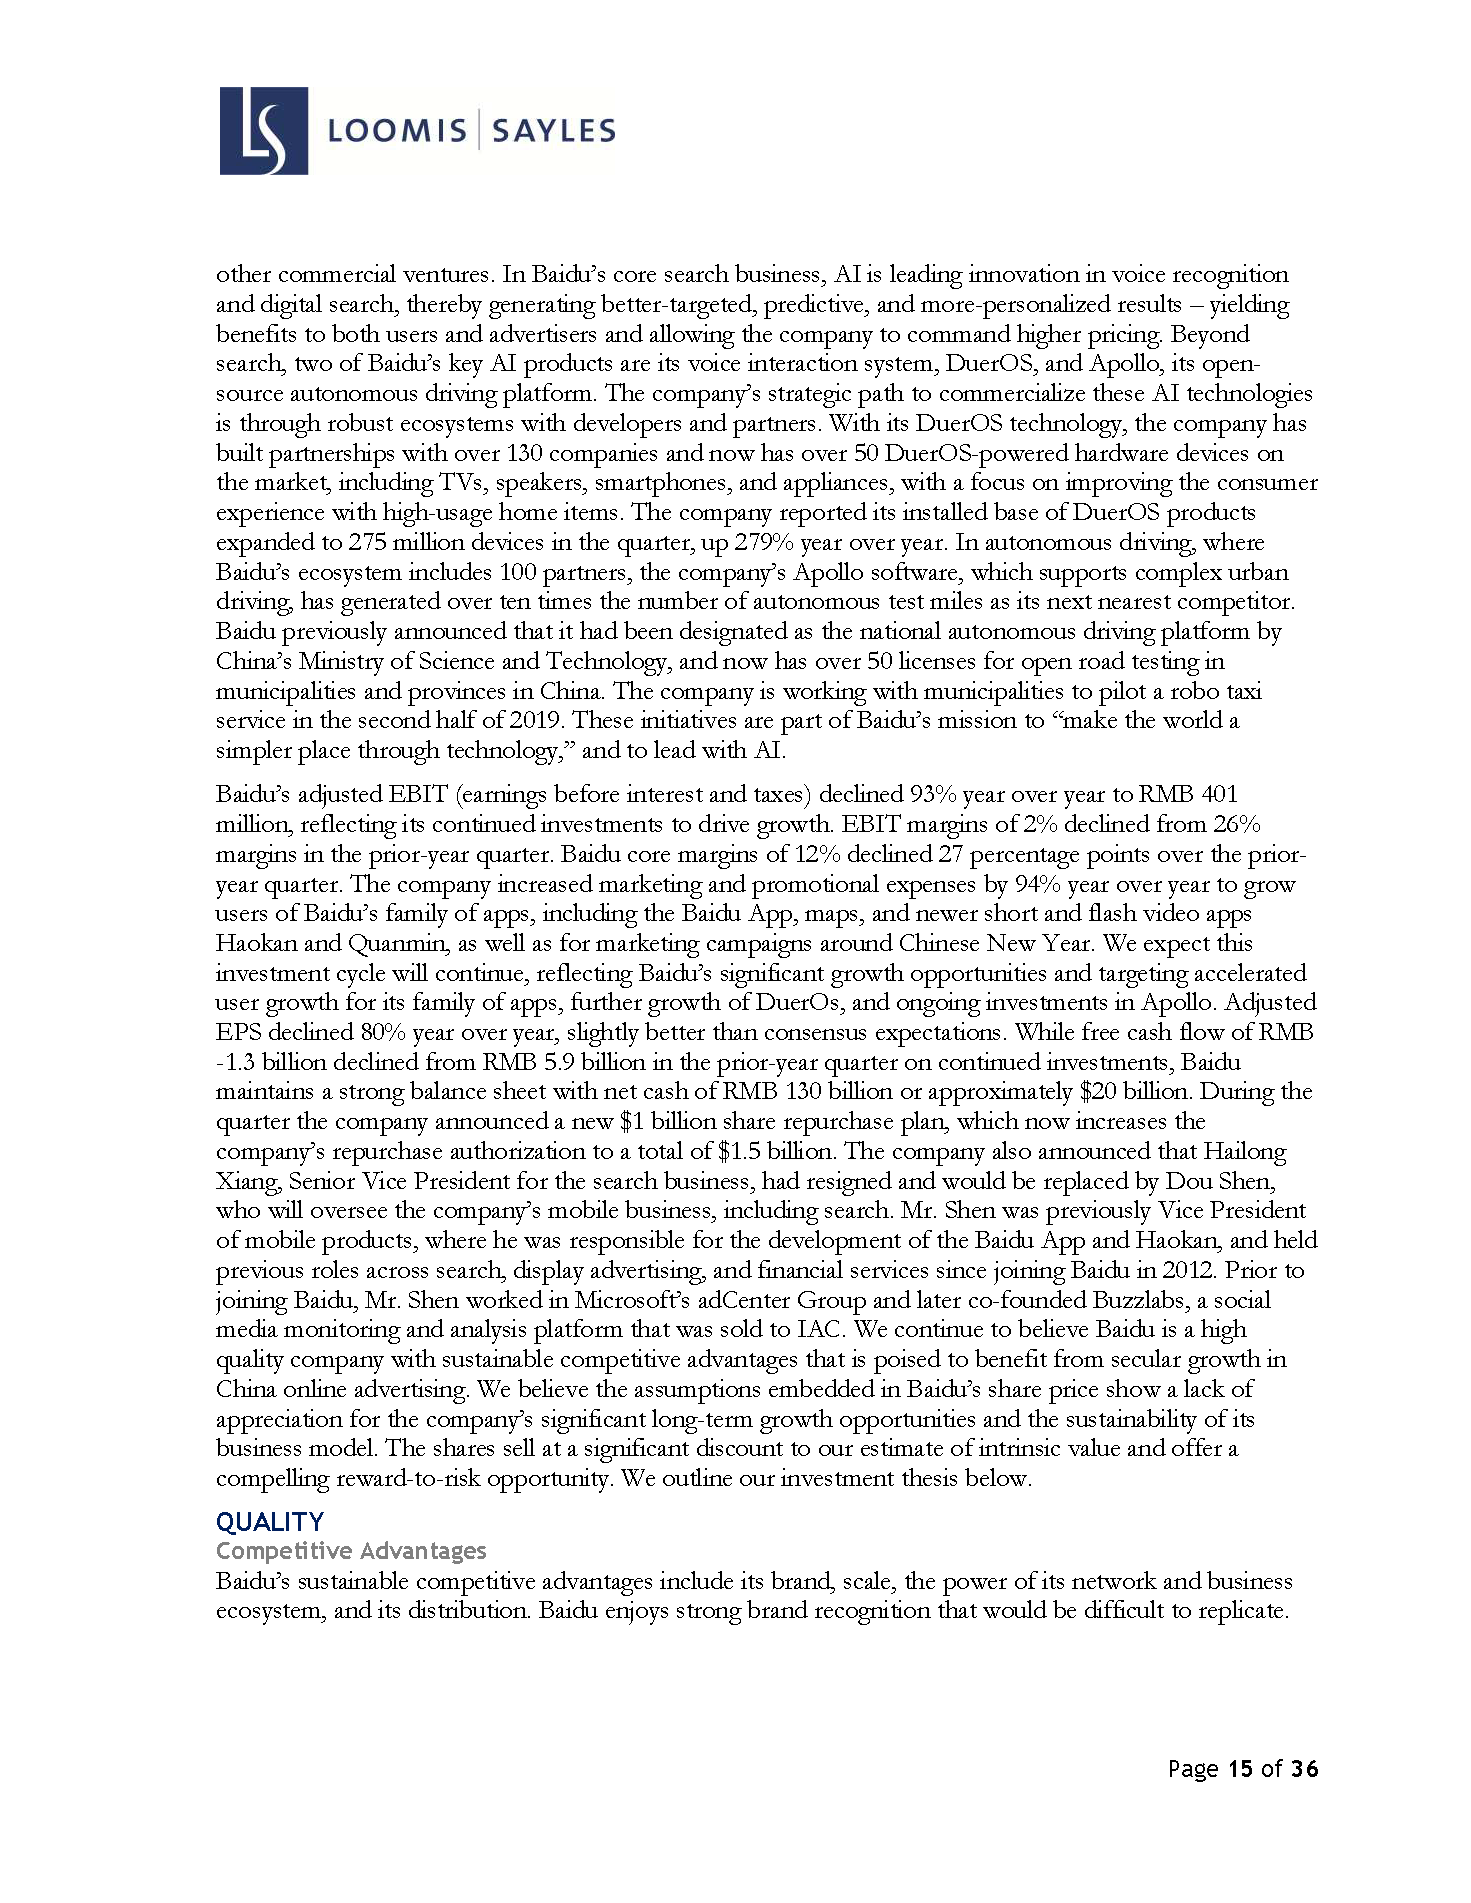 LS LOOMIS | SAYLES
other commercial ventures. In Baidu’s core search business, AI is leading innovation in voice recognition
and digital search, thereby generating better-targeted, predictive, and more-personalized results – yielding
benefits to both users and advertisers and allowing the company to command higher pricing. Beyond
search, two of Baidu’s key AI products are its voice interaction system, DuerOS, and Apollo, its open-
source autonomous driving platform. The company’s strategic path to commercialize these AI technologies
is through robust ecosystems with developers and partners. With its DuerOS technology, the company has
built partnerships with over 130 companies and now has over 50 DuerOS-powered hardware devices on
the market, including TVs, speakers, smartphones, and appliances, with a focus on improving the consumer
experience with high-usage home items. The company reported its installed base of DuerOS products
expanded to 275 million devices in the quarter, up 279% year over year. In autonomous driving, where
Baidu’s ecosystem includes 100 partners, the company’s Apollo software, which supports complex urban
driving, has generated over ten times the number of autonomous test miles as its next nearest competitor.
Baidu previously announced that it had been designated as the national autonomous driving platform by
China’s Ministry of Science and Technology, and now has over 50 licenses for open road testing in
municipalities and provinces in China. The company is working with municipalities to pilot a robo taxi
service in the second half of 2019. These initiatives are part of Baidu’s mission to “make the world a
simpler place through technology,” and to lead with AI.
Baidu’s adjusted EBIT (earnings before interest and taxes) declined 93% year over year to RMB 401
million, reflecting its continued investments to drive growth. EBIT margins of 2% declined from 26%
margins in the prior-year quarter. Baidu core margins of 12% declined 27 percentage points over the prior-
year quarter. The company increased marketing and promotional expenses by 94% year over year to grow
users of Baidu’s family of apps, including the Baidu App, maps, and newer short and flash video apps
Haokan and Quanmin, as well as for marketing campaigns around Chinese New Year. We expect this
investment cycle will continue, reflecting Baidu’s significant growth opportunities and targeting accelerated
user growth for its family of apps, further growth of DuerOs, and ongoing investments in Apollo. Adjusted
EPS declined 80% year over year, slightly better than consensus expectations. While free cash flow of RMB
-1.3 billion declined from RMB 5.9 billion in the prior-year quarter on continued investments, Baidu
maintains a strong balance sheet with net cash of RMB 130 billion or approximately $20 billion. During the
quarter the company announced a new $1 billion share repurchase plan, which now increases the
company’s repurchase authorization to a total of $1.5 billion. The company also announced that Hailong
Xiang, Senior Vice President for the search business, had resigned and would be replaced by Dou Shen,
who will oversee the company’s mobile business, including search. Mr. Shen was previously Vice President
of mobile products, where he was responsible for the development of the Baidu App and Haokan, and held
previous roles across search, display advertising, and financial services since joining Baidu in 2012. Prior to
joining Baidu, Mr. Shen worked in Microsoft’s adCenter Group and later co-founded Buzzlabs, a social
media monitoring and analysis platform that was sold to IAC. We continue to believe Baidu is a high
quality company with sustainable competitive advantages that is poised to benefit from secular growth in
China online advertising. We believe the assumptions embedded in Baidu’s share price show a lack of
appreciation for the company’s significant long-term growth opportunities and the sustainability of its
business model. The shares sell at a significant discount to our estimate of intrinsic value and offer a
compelling reward-to-risk opportunity. We outline our investment thesis below.
QUALITY
Competitive Advantages
Baidu’s sustainable competitive advantages include its brand, scale, the power of its network and business
ecosystem, and its distribution. Baidu enjoys strong brand recognition that would be difficult to replicate.
Page 15 of 36